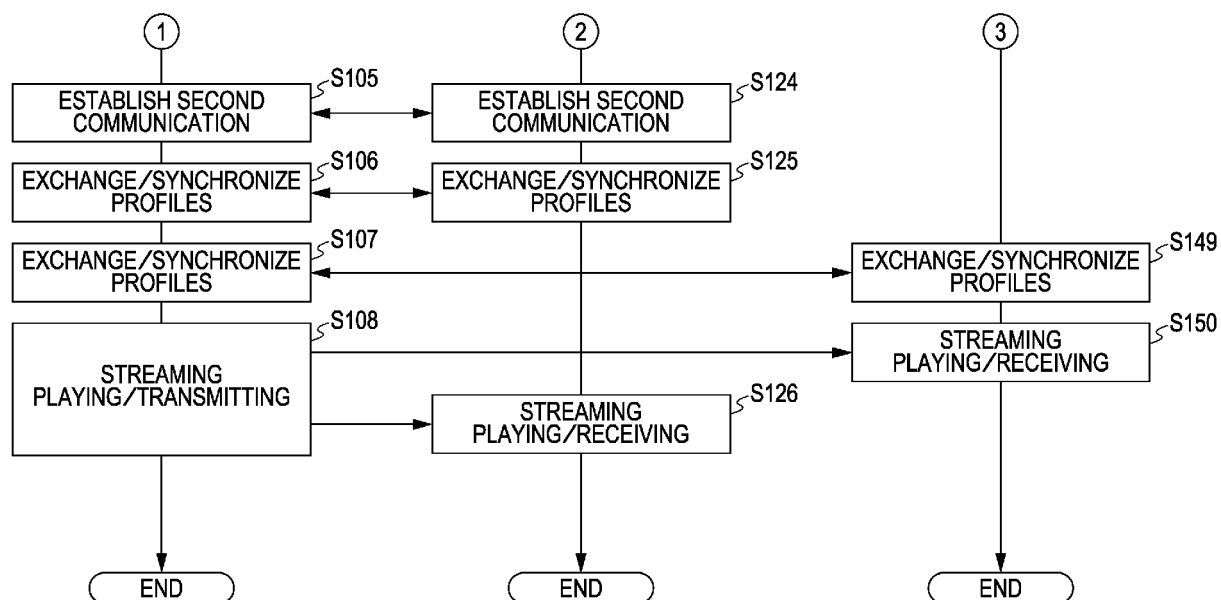 1
2
3
S105
ESTABLISH SECOND
COMMUNICATION
S124
ESTABLISH SECOND
COMMUNICATION
S106
EXCHANGE/SYNCHRONIZE
PROFILES
S125
EXCHANGE/SYNCHRONIZE
PROFILES
S107
EXCHANGE/SYNCHRONIZE
PROFILES
S149
EXCHANGE/SYNCHRONIZE
PROFILES
S108
STREAMING
PLAYING/TRANSMITTING
S150
STREAMING
PLAYING/RECEIVING
S126
STREAMING
PLAYING/RECEIVING
END
END
END